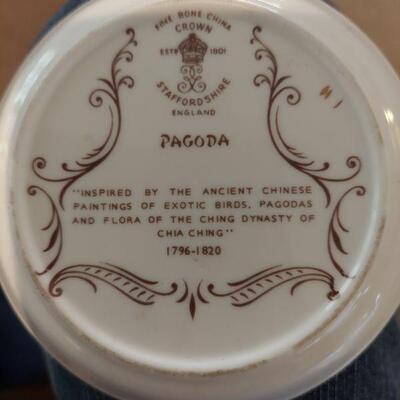 FINE BONE CHINA
CROWN
ESTD 1801
STAFFORDSHIRE
ENGLAND
PAGODA
"INSPIRED BY THE ANCIENT CHINESE
PAINTINGS OF EXOTIC BIRDS, PAGODAS
AND FLORA OF THE CHING DYNASTY OF
CHIA CHING"
1796-1820